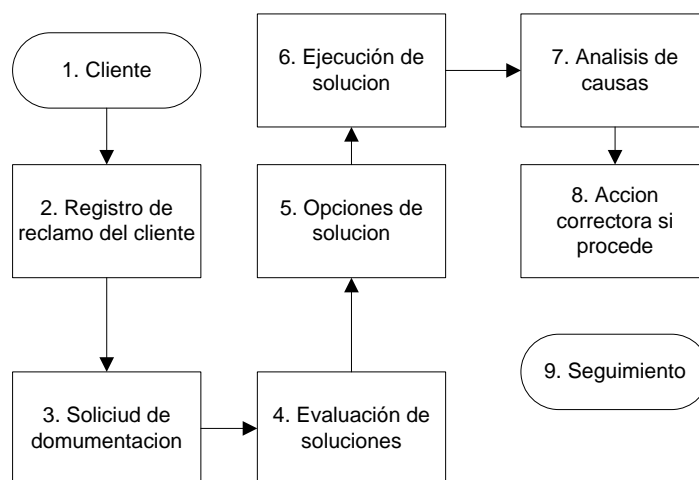 1. Cliente
2. Registro de
reclamo del cliente
3. Soliciud de
domumentacion
4. Evaluación de
soluciones
5. Opciones de
solucion
6. Ejecución de
solucion
7. Analisis de
causas
8. Accion
correctora si
procede
9. Seguimiento